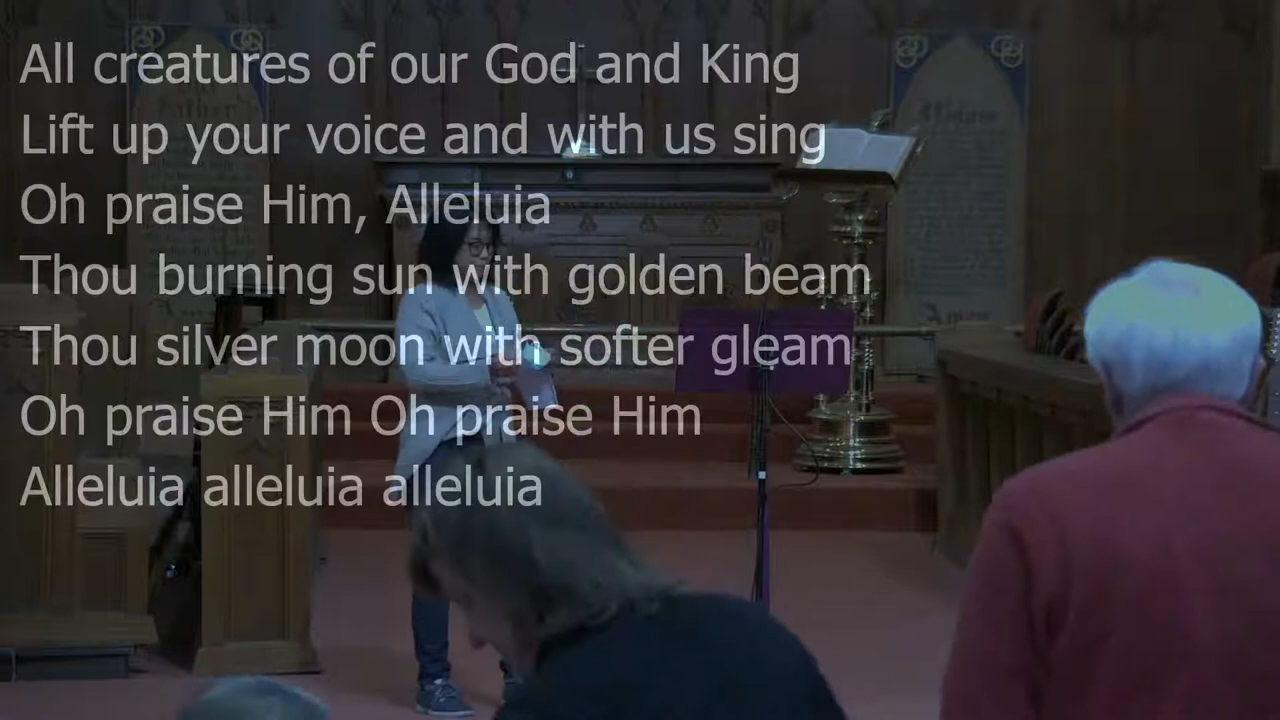 All creatures of our God and King
Lift up your voice and with us sing
Oh praise Him, Alleluia
Thou burning sun with golden beam
Thou silver moon with softer gleam
Oh praise Him Oh praise Him
Alleluia alleluia alleluia